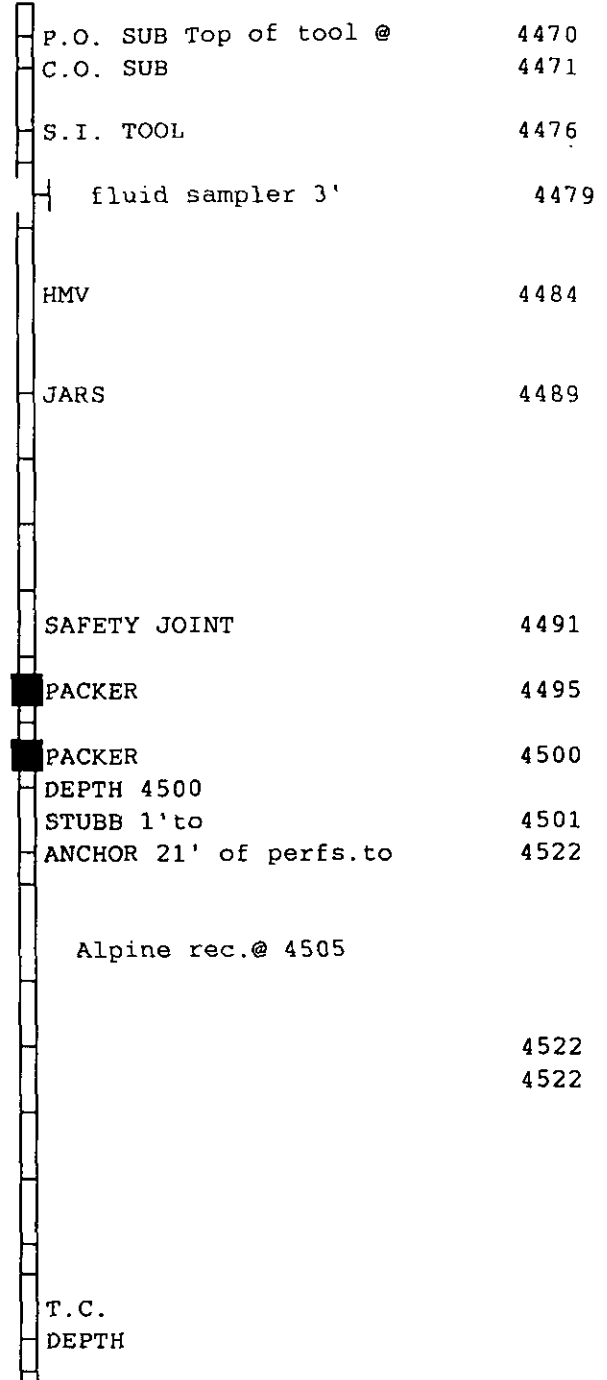 P.O. SUB Top of tool @ 4470
C.O. SUB 4471
S.I. TOOL 4476
fluid sampler 3' 4479
HMV 4484
JARS 4489
SAFETY JOINT 4491
PACKER 4495
PACKER 4500
DEPTH 4500
STUBB 1'to 4501
ANCHOR 21' of perfs.to 4522
Alpine rec.@ 4505
4522
4522
T.C.
DEPTH